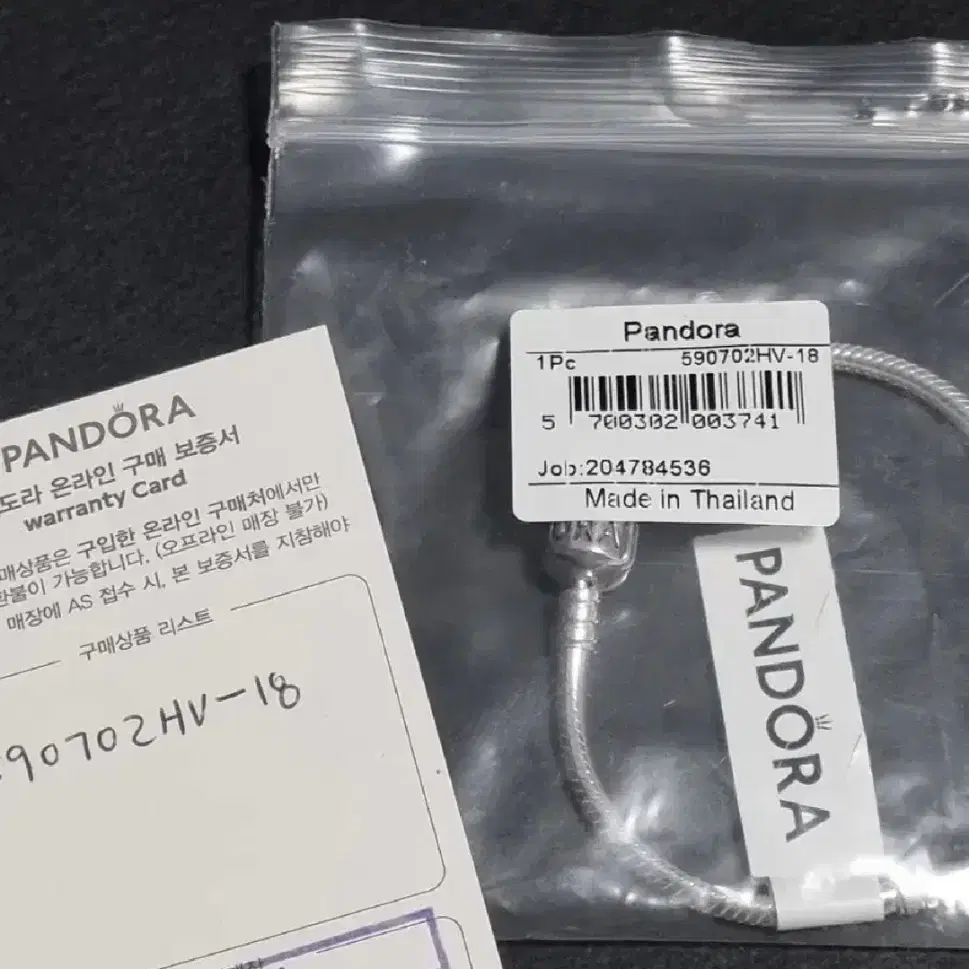 PANDORA
도라 온라인 구매 보증서
warranty Card
매상품은 구입한 온라인 구매처에서만
환불이 가능합니다. (오프라인 매장 불가)
매장에 AS 접수 시, 본 보증서를 지참해야
구매상품 리스트
590702HV-18
Pandora
1Pc 590702HV-18
5 700302 003741
Job:204784536
Made in Thailand
PANDORA